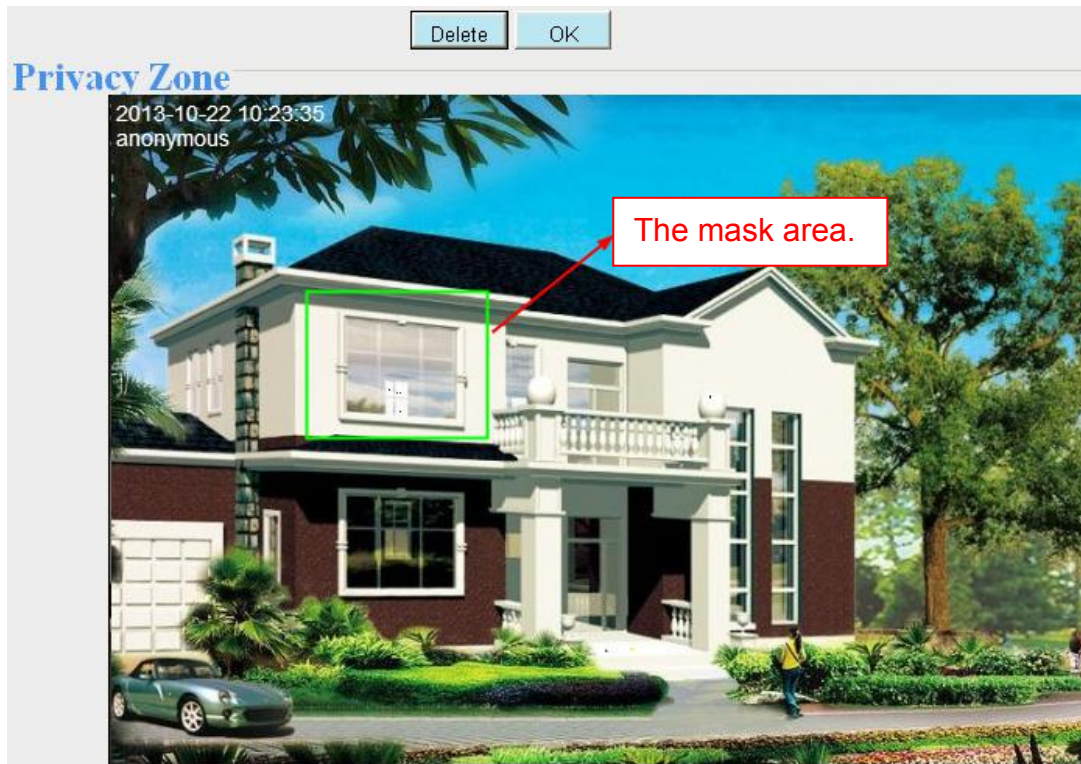 Delete OK
Privacy Zone
2013-10-22 10:23:35
anonymous
The mask area.